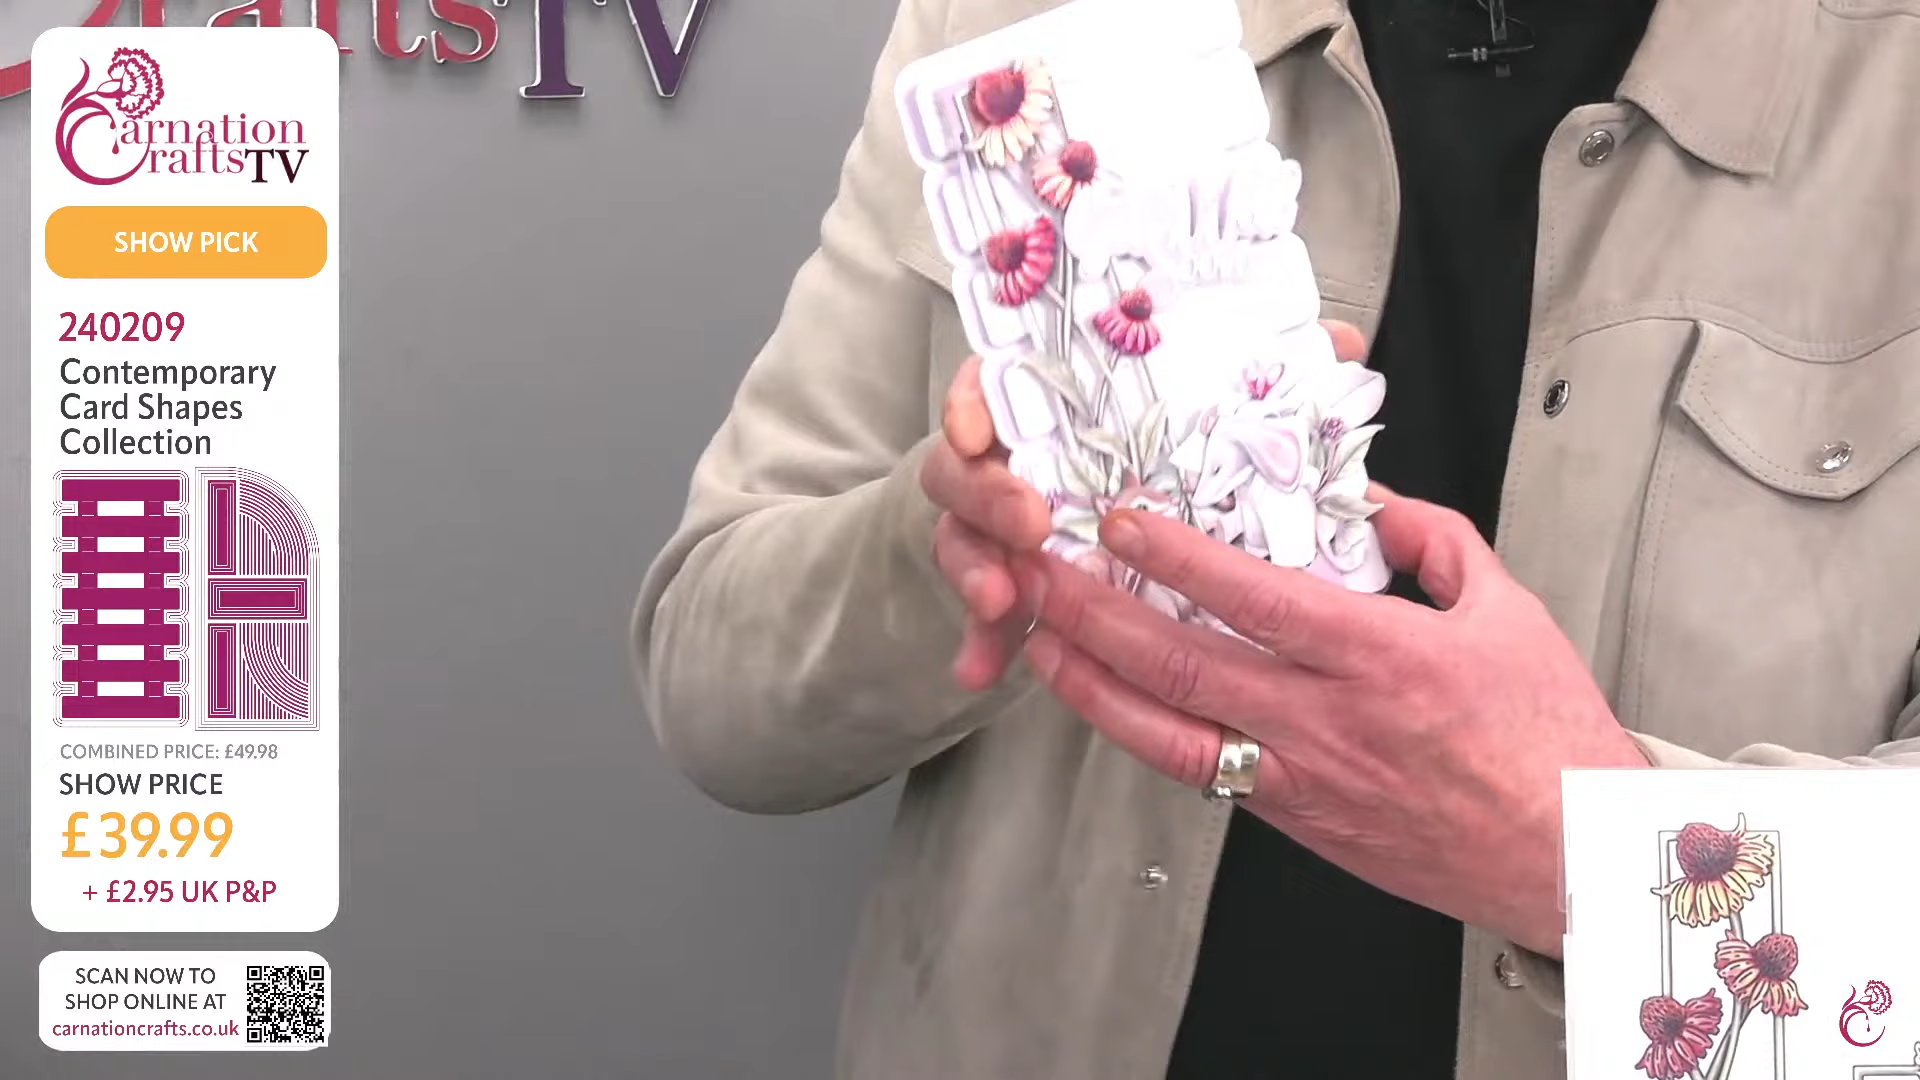 craftsTV
Carnation
CraftsTV
SHOW PICK
240209
Contemporary
Card Shapes
Collection
COMBINED PRICE: £49.98
SHOW PRICE
£39.99
+ £2.95 UK P&P
SCAN NOW TO
SHOP ONLINE AT
carnationcrafts.co.uk